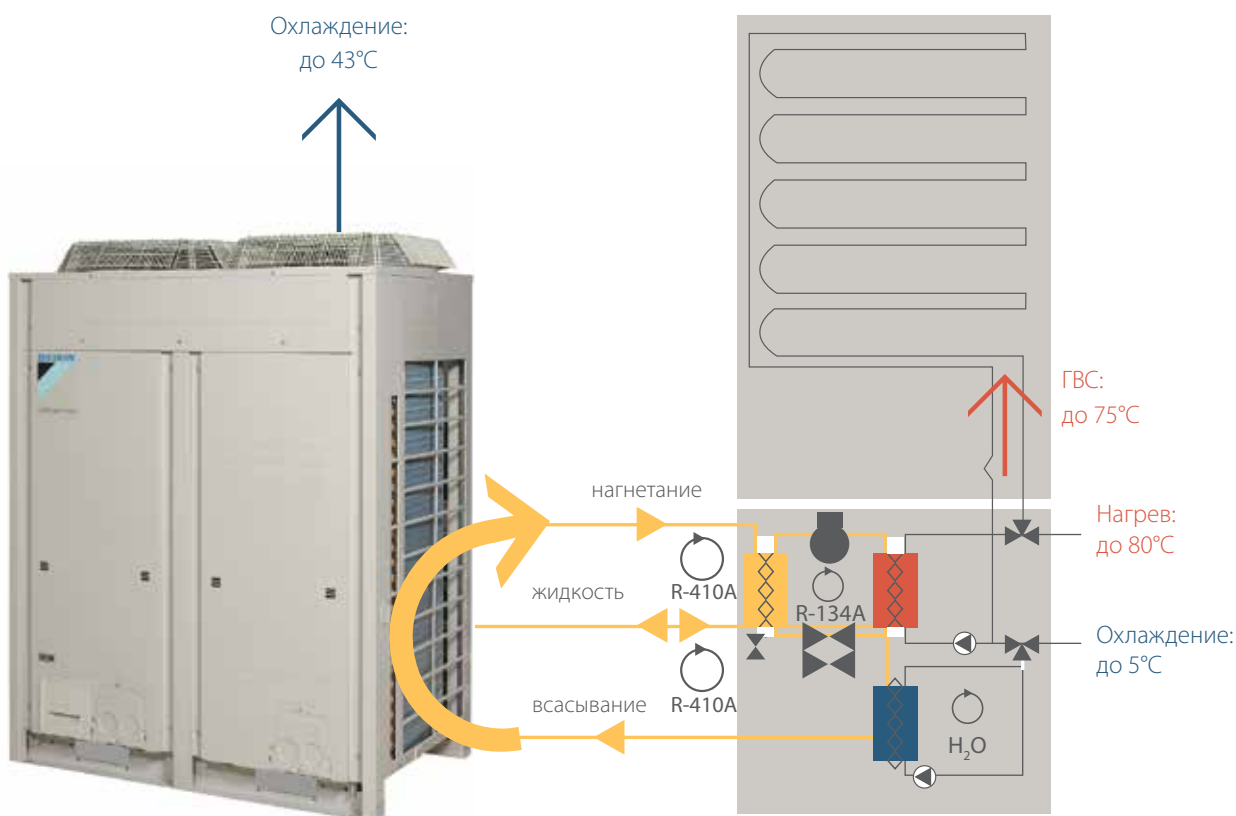 Охлаждение:
до 43°C
ГВС:
до 75°C
нагнетание
Нагрев:
до 80°C
R-410A
жидкость
R-134A
Охлаждение:
до 5°C
всасывание
R-410A
H₂O